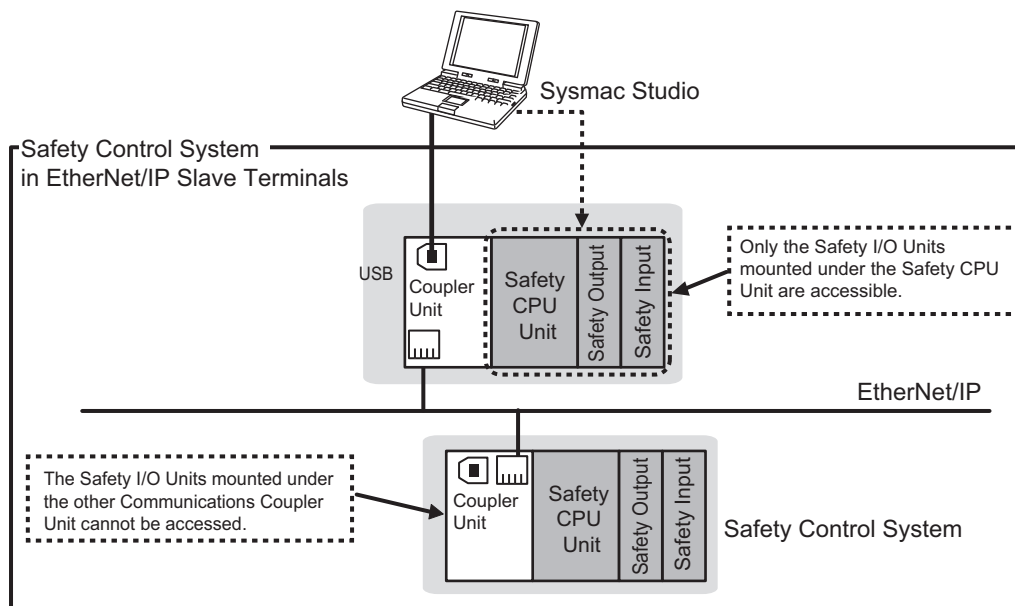 Sysmac Studio
Safety Control System
in EtherNet/IP Slave Terminals
USB
Coupler
Unit
Safety
CPU
Unit
Safety Output
Safety Input
Only the Safety I/O Units
mounted under the Safety CPU
Unit are accessible.
EtherNet/IP
The Safety I/O Units mounted under
the other Communications Coupler
Unit cannot be accessed.
Coupler
Unit
Safety
CPU
Unit
Safety Output
Safety Input
Safety Control System